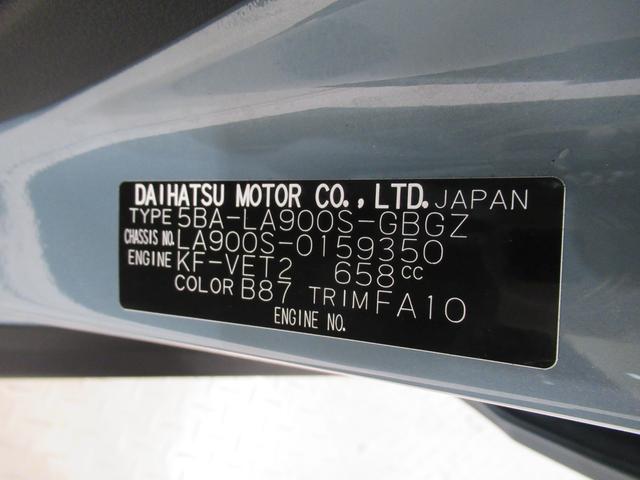 DAIHATSU MOTOR CO., LTD. JAPAN
TYPE 5BA-LA900S-GBGZ
CHASSIS NO. LA900S-0159350
ENGINE KF-VET2 658cc
COLOR B87 TRIM FA10
ENGINE NO.